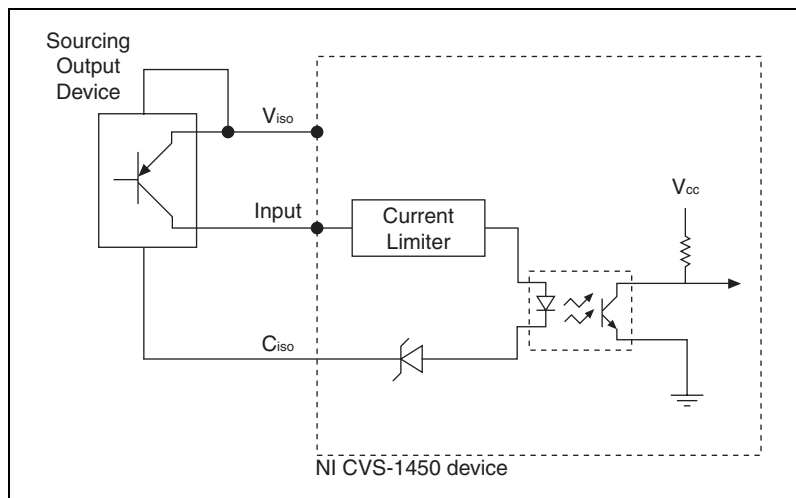 Sourcing
Output
Device
Viso
Input
Current
Limiter
Vcc
Ciso
NI CVS-1450 device